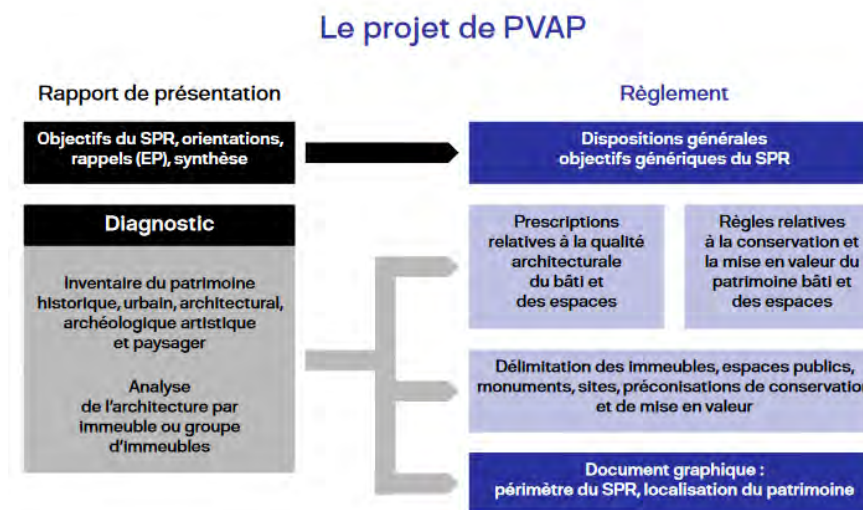 Le projet de PVAP
Rapport de présentation
Objectifs du SPR, orientations,
rappels (EP), synthèse
Diagnostic
Inventaire du patrimoine
historique, urbain, architectural,
archéologique artistique
et paysager
Analyse
de l'architecture par
immeuble ou groupe
d'immeubles
Règlement
Dispositions générales
objectifs génériques du SPR
Prescriptions
relatives à la qualité
architecturale
du bâti et
des espaces
Règles relatives
à la conservation et
la mise en valeur du
patrimoine bâti et
des espaces
Délimitation des immeubles, espaces publics,
monuments, sites, préconisations de conservation
et de mise en valeur
Document graphique :
périmètre du SPR, localisation du patrimoine